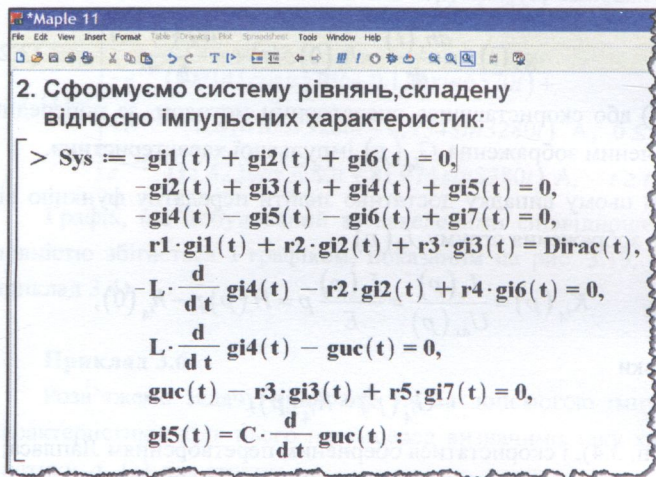 *Maple 11
File Edit View Insert Format Table Drawing Plot Spreadsheet Tools Window Help
2. Сформуємо систему рівнянь,складену
відносно імпульсних характеристик:
> Sys := -gi1(t) + gi2(t) + gi6(t) = 0,
-gi2(t) + gi3(t) + gi4(t) + gi5(t) = 0,
-gi4(t) - gi5(t) - gi6(t) + gi7(t) = 0,
r1·gi1(t) + r2·gi2(t) + r3·gi3(t) = Dirac(t),
L· d/dt gi4(t) - r2·gi2(t) + r4·gi6(t) = 0,
L· d/dt gi4(t) - guc(t) = 0,
guc(t) - r3·gi3(t) + r5·gi7(t) = 0,
gi5(t) = C· d/dt guc(t) :